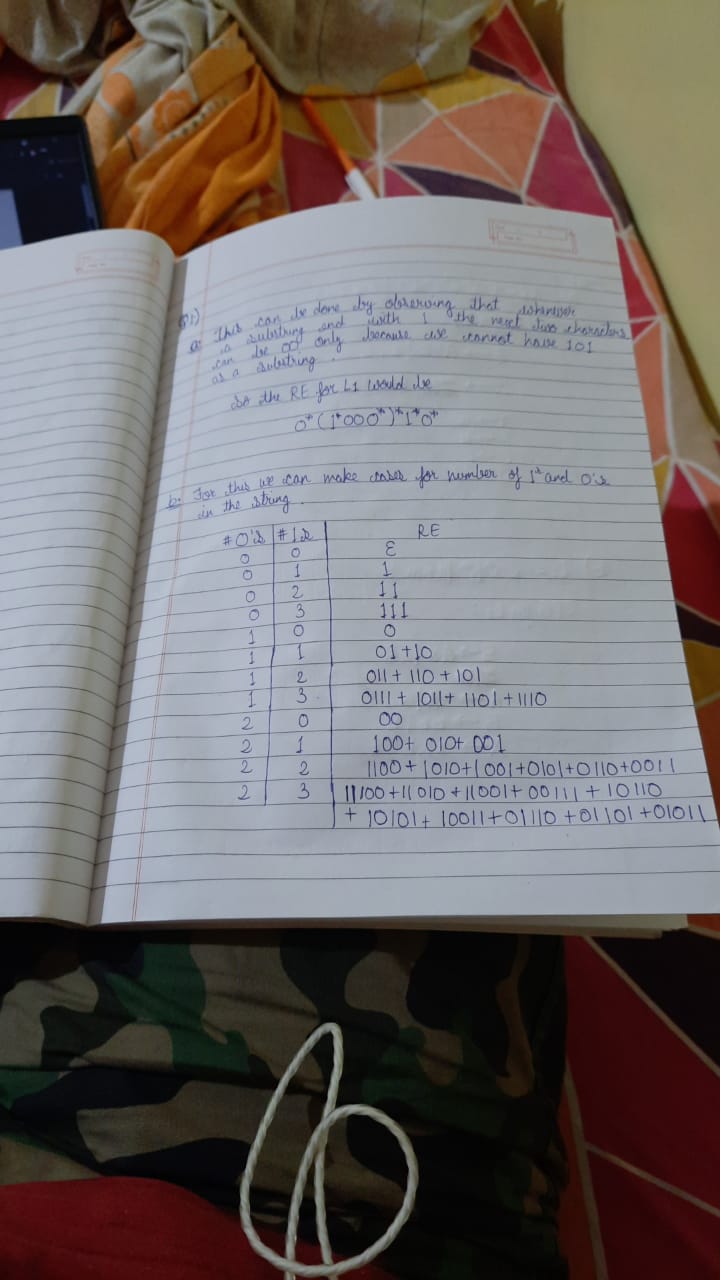 Q1)
a. This can be done by observing that whenever
a substring end with 1 the next two characters
can be 00 only because we cannot have 101
as a substring.
So the RE for L1 would be
0*(1*000*)*1*0*
b. For this we can make cases for number of 1's and 0's
in the string.
#0's #1s RE
0 0 ε
0 1 1
0 2 11
0 3 111
1 0 0
1 1 01+10
1 2 011+110+101
1 3 0111+1011+1101+1110
2 0 00
2 1 100+010+001
2 2 1100+1010+1001+0101+0110+0011
2 3 11100+11010+11001+00111+10110
+10101+10011+01110+01101+01011